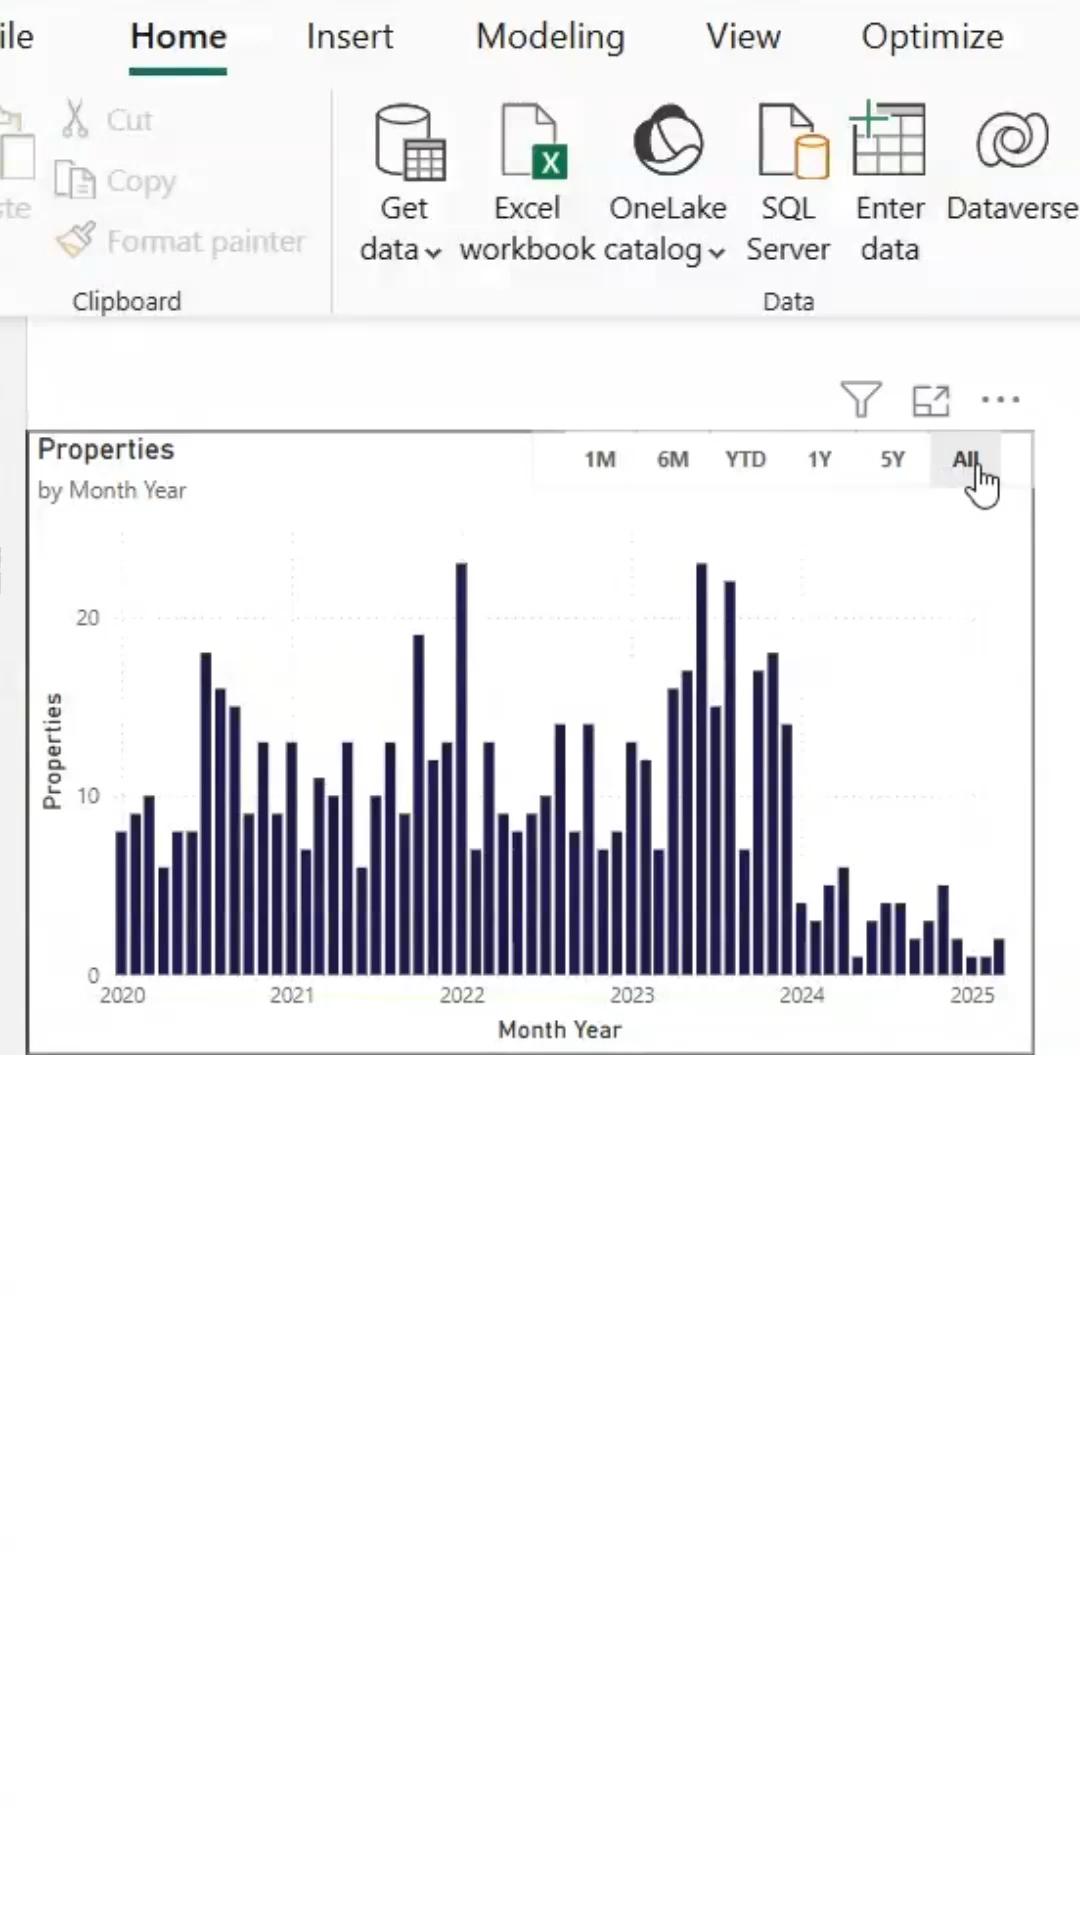 ile Home Insert Modeling View Optimize
Cut
Copy
ste
Format painter
Clipboard
Get data
Excel workbook
OneLake catalog
SQL Server
Enter data
Dataverse
Data
Properties
by Month Year
1M 6M YTD 1Y 5Y All
Properties
20
10
0
2020 2021 2022 2023 2024 2025
Month Year